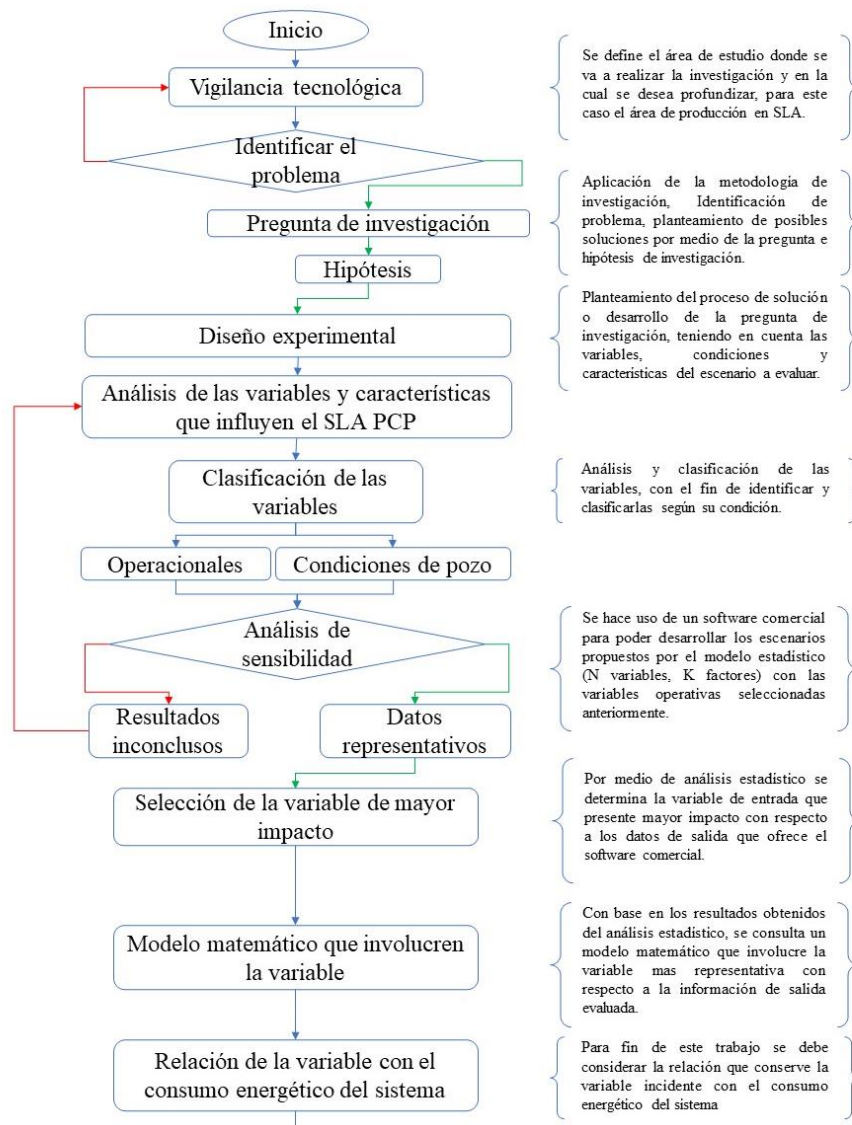 Inicio
Vigilancia tecnológica
Se define el área de estudio donde se
va a realizar la investigación y en la
cual se desea profundizar, para este
caso el área de producción en SLA.
Identificar el
problema
Pregunta de investigación
Hipótesis
Aplicación de la metodología de
investigación, Identificación de
problema, planteamiento de posibles
soluciones por medio de la pregunta e
hipótesis de investigación.
Diseño experimental
Planteamiento del proceso de solución
o desarrollo de la pregunta de
investigación, teniendo en cuenta las
variables, condiciones y
caracteristicas del escenario a evaluar.
Análisis de las variables y características
que influyen el SLA PCP
Clasificación de las
variables
Análisis y clasificación de las
variables, con el fin de identificar y
clasificarlas según su condición.
Operacionales
Condiciones de pozo
Análisis de
sensibilidad
Se hace uso de un software comercial
para poder desarrollar los escenarios
propuestos por el modelo estadístico
(N variables, K factores) con las
variables operativas seleccionadas
anteriormente.
Resultados
inconclusos
Datos
representativos
Selección de la variable de mayor
impacto
Por medio de análisis estadístico se
determina la variable de entrada que
presente mayor impacto con respecto
a los datos de salida que ofrece el
software comercial.
Modelo matemático que involucren
la variable
Con base en los resultados obtenidos
del análisis estadístico, se consulta un
modelo matemático que involucre la
variable mas representativa con
respecto a la información de salida
evaluada.
Relación de la variable con el
consumo energético del sistema
Para fin de este trabajo se debe
considerar la relación que conserve la
variable incidente con el consumo
energético del sistema